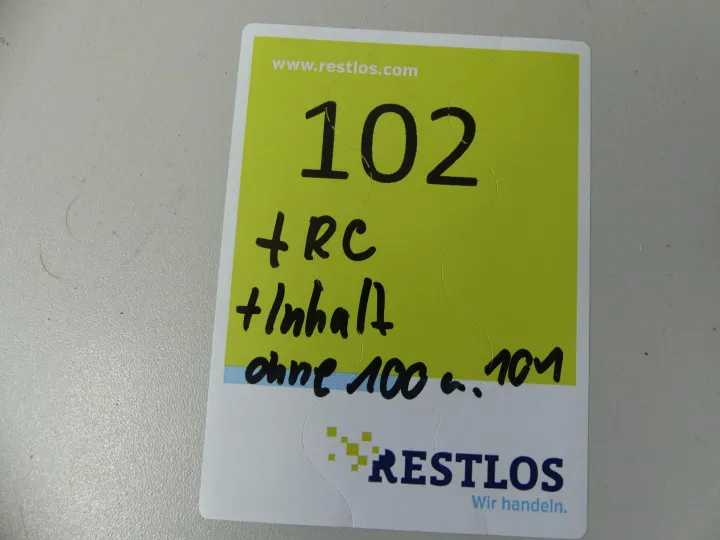 www.restlos.com
102
+ RC
+ Inhalt
ohne 100 u. 101
RESTLOS
Wir handeln.